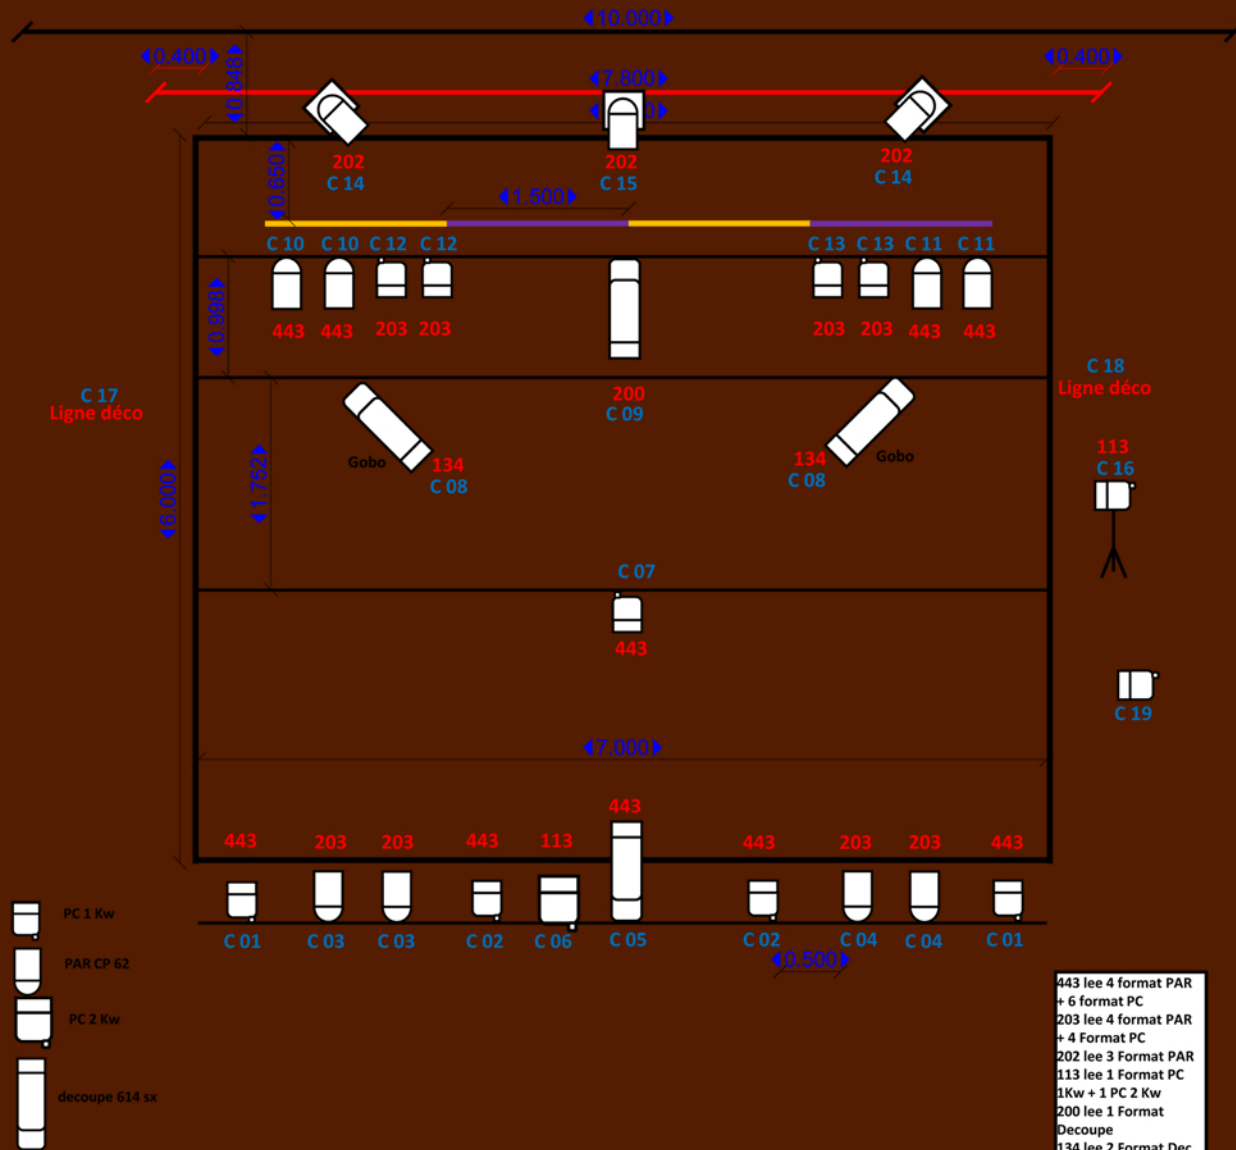 10.000
0.400
0.848
7.800
0.400
202
C 14
202
C 15
202
C 14
0.650
1.500
C 10
C 10
C 12
C 12
C 13
C 13
C 11
C 11
0.998
443
443
203
203
203
203
443
443
C 17
Ligne déco
200
C 09
C 18
Ligne déco
Gobo
134
C 08
134
C 08
Gobo
113
C 16
6.000
1.752
C 07
443
C 19
7.000
443
443
203
203
443
113
443
203
203
443
C 01
C 03
C 03
C 02
C 06
C 05
C 02
C 04
C 04
C 01
0.500
PC 1 Kw
PAR CP 62
PC 2 Kw
decoupe 614 sx
443 lee 4 format PAR
+ 6 format PC
203 lee 4 format PAR
+ 4 Format PC
202 lee 3 Format PAR
113 lee 1 Format PC
1Kw + 1 PC 2 Kw
200 lee 1 Format
Decoupe
134 lee 2 Format Dec